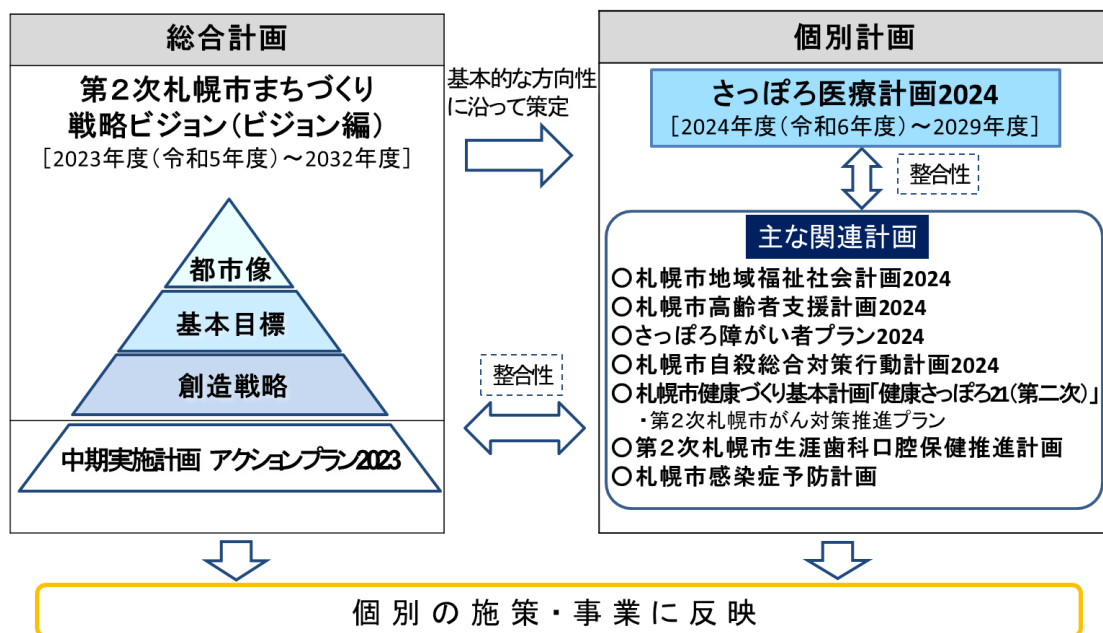 総合計画
第2次札幌市まちづくり
戦略ビジョン(ビジョン編)
[2023年度(令和5年度)~2032年度]
都市像
基本目標
創造戦略
中期実施計画 アクションプラン2023
基本的な方向性
に沿って策定
整合性
個別計画
さっぽろ医療計画2024
[2024年度(令和6年度)~2029年度]
整合性
主な関連計画
○札幌市地域福祉社会計画2024
○札幌市高齢者支援計画2024
○さっぽろ障がい者プラン2024
○札幌市自殺総合対策行動計画2024
○札幌市健康づくり基本計画「健康さっぽろ21(第二次)」
・第2次札幌市がん対策推進プラン
○第2次札幌市生涯歯科口腔保健推進計画
○札幌市感染症予防計画
個別の施策・事業に反映